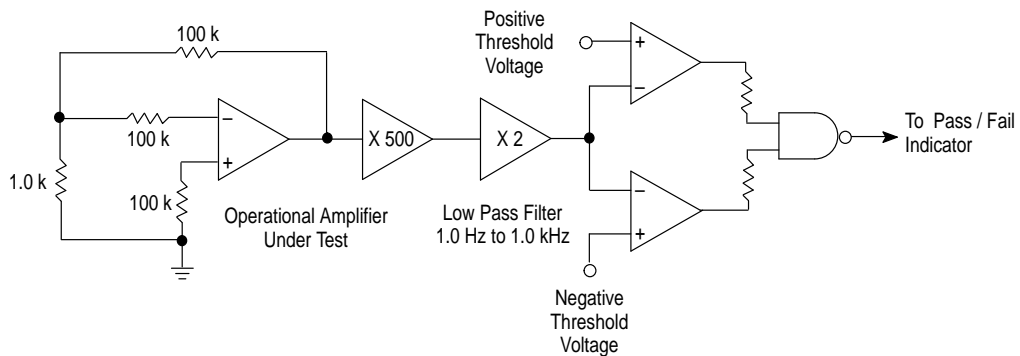 100 k
100 k
1.0 k
100 k
−
+
Operational Amplifier
Under Test
X 500
X 2
Low Pass Filter
1.0 Hz to 1.0 kHz
Positive
Threshold
Voltage
+
−
−
+
Negative
Threshold
Voltage
To Pass / Fail
Indicator